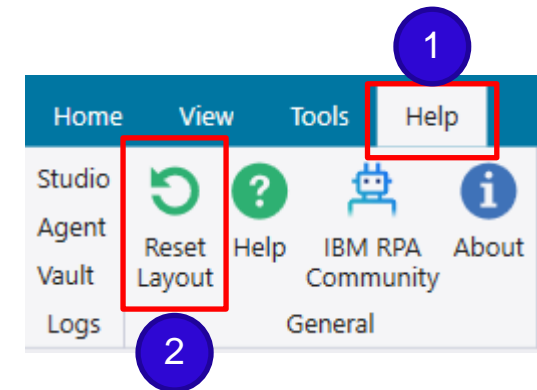 1
Home View Tools Help
Studio
Agent
Vault
Logs
Reset
Layout
?
Help
IBM RPA
Community
i
About
General
2